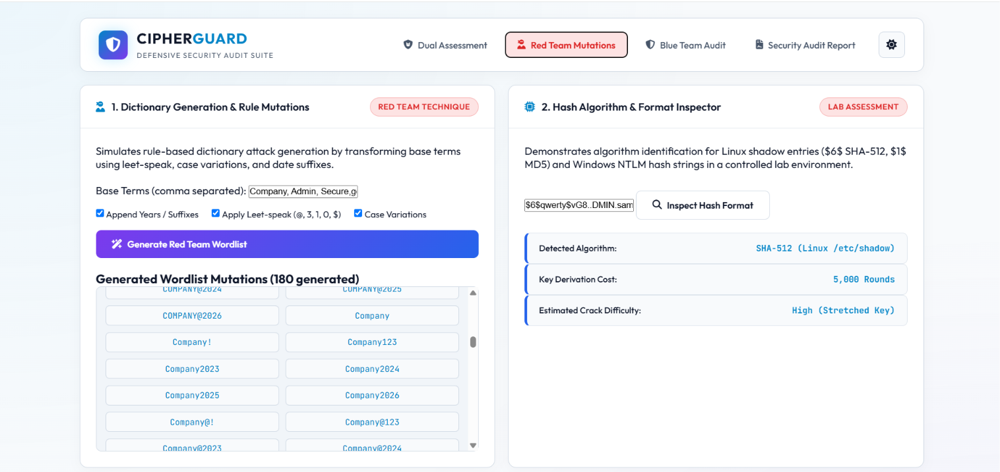 CIPHERGUARD
DEFENSIVE SECURITY AUDIT SUITE
Dual Assessment
Red Team Mutations
Blue Team Audit
Security Audit Report
1. Dictionary Generation & Rule Mutations
RED TEAM TECHNIQUE
Simulates rule-based dictionary attack generation by transforming base terms
using leet-speak, case variations, and date suffixes.
Base Terms (comma separated): Company, Admin, Secure,g
Append Years / Suffixes
Apply Leet-speak (@, 3, 1, 0, $)
Case Variations
Generate Red Team Wordlist
Generated Wordlist Mutations (180 generated)
COMPANY@2024
COMPANY@2025
COMPANY@2026
Company
Company!
Company123
Company2023
Company2024
Company2025
Company2026
Company@!
Company@123
Company@2023
Company@2024
2. Hash Algorithm & Format Inspector
LAB ASSESSMENT
Demonstrates algorithm identification for Linux shadow entries ($6$ SHA-512, $1$
MD5) and Windows NTLM hash strings in a controlled lab environment.
$6$qwerty$vG8..DMIN.sam
Inspect Hash Format
Detected Algorithm:
SHA-512 (Linux /etc/shadow)
Key Derivation Cost:
5,000 Rounds
Estimated Crack Difficulty:
High (Stretched Key)